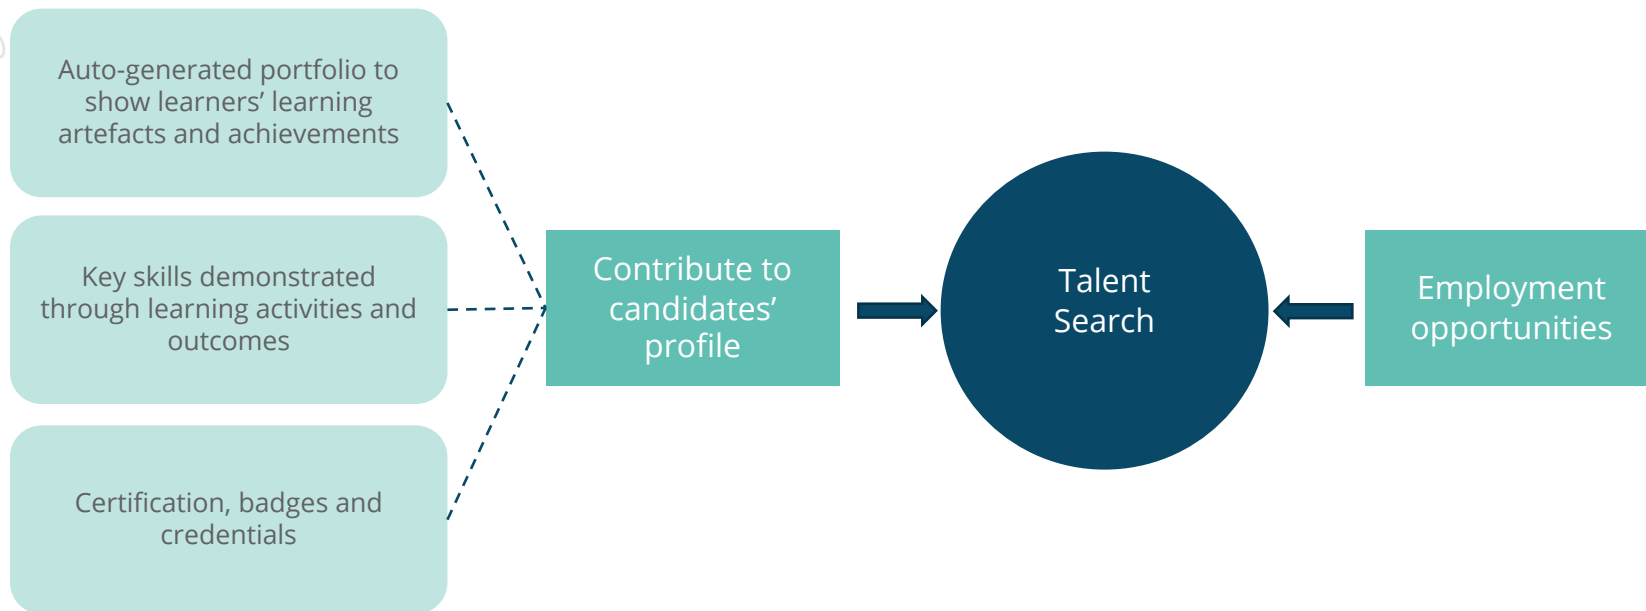 Auto-generated portfolio to
show learners’ learning
artefacts and achievements
Key skills demonstrated
through learning activities and
outcomes
Certification, badges and
credentials
Contribute to
candidates’
profile
Talent
Search
Employment
opportunities